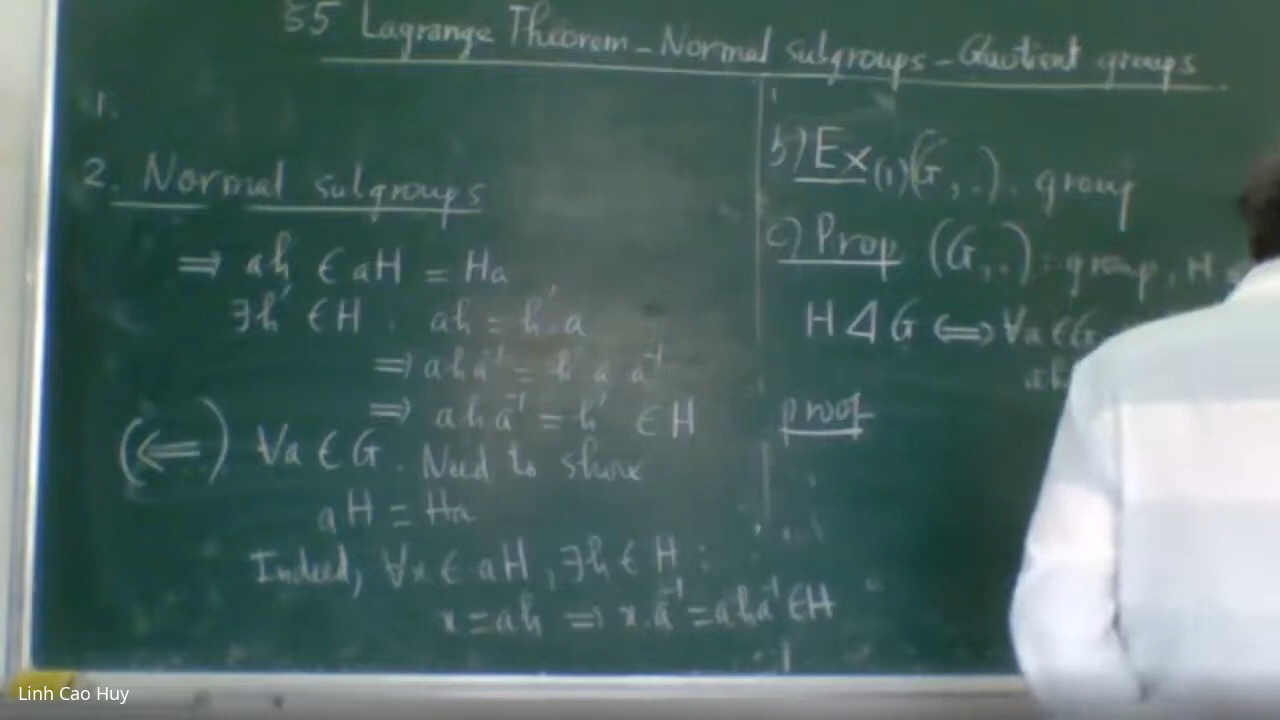 §5 Lagrange Theorem - Normal subgroups - Quotient groups
1.
2. Normal sulgroups
⇒ ah ∈ aH = Ha
∃h' ∈ H . ah = h'.a
⇒ aha⁻¹ = h' a a⁻¹
⇒ aha⁻¹ = h' ∈ H
(⇐) ∀a ∈ G. Need to show
aH = Ha
Indeed, ∀x ∈ aH, ∃h ∈ H :
x = ah ⇒ x.a⁻¹ = aha⁻¹ ∈ H
b) Ex (1) (G, .). group
c) Prop (G, .) : group, H
H ⊲ G ⟺ ∀a ∈ G
proof
Linh Cao Huy